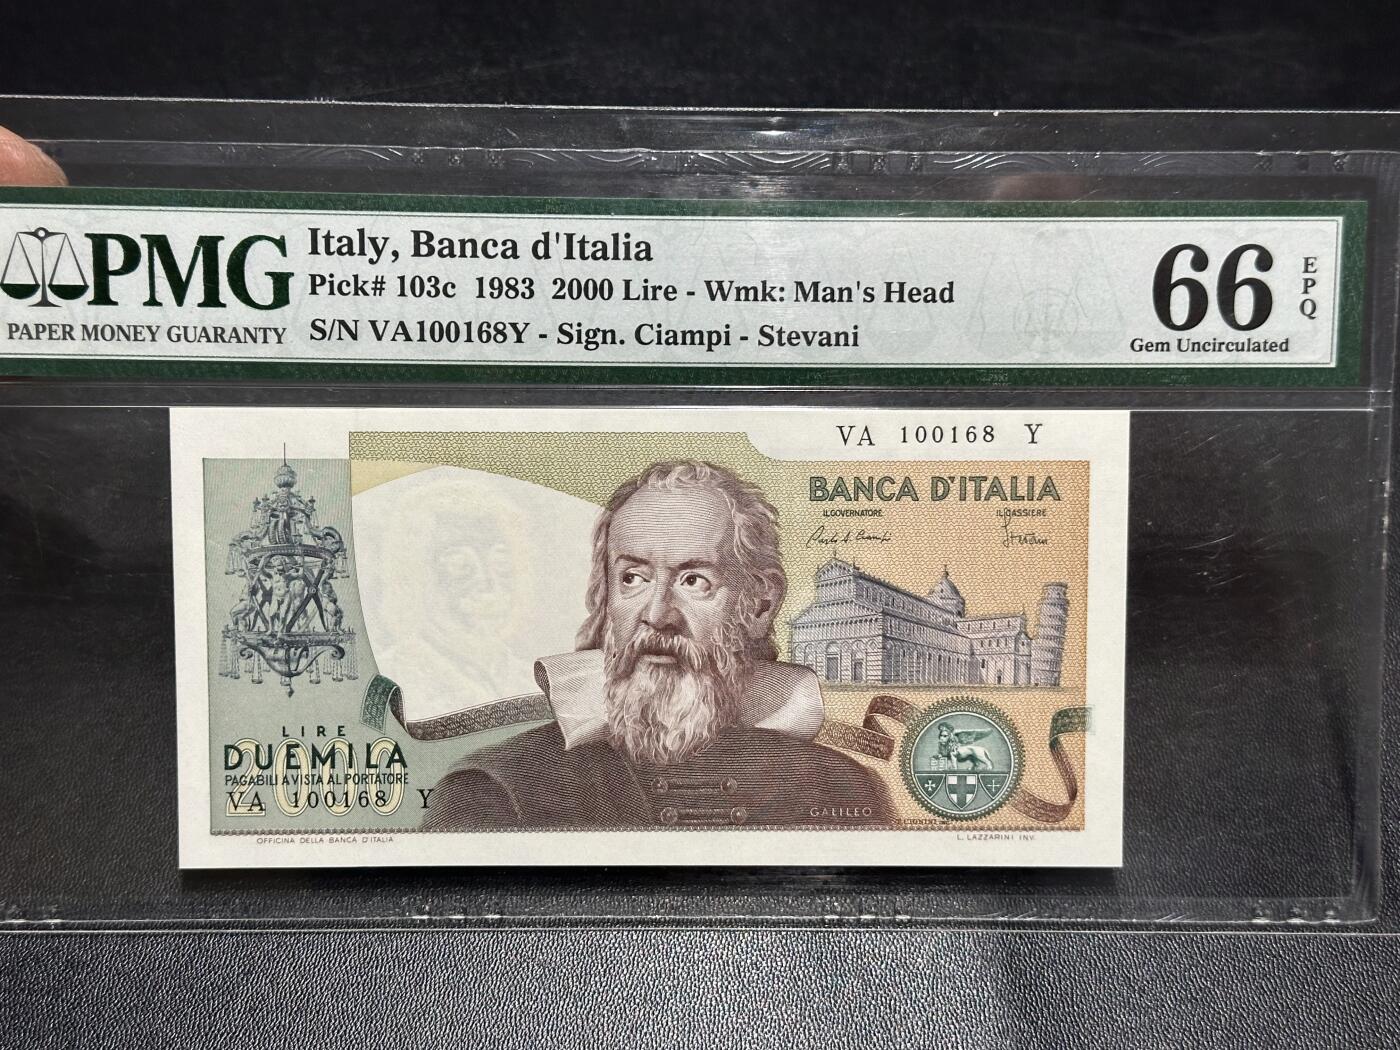 PMG
PAPER MONEY GUARANTY
Italy, Banca d'Italia
Pick# 103c 1983 2000 Lire - Wmk: Man's Head
S/N VA100168Y - Sign. Ciampi - Stevani
66
EPQ
Gem Uncirculated
VA 100168 Y
BANCA D'ITALIA
IL GOVERNATORE
IL CASSIERE
LIRE
DUEMILA
2000
PAGABILI A VISTA AL PORTATORE
VA 100168 Y
GALILEO
OFFICINA DELLA BANCA D'ITALIA
L. LAZZARINI INV.